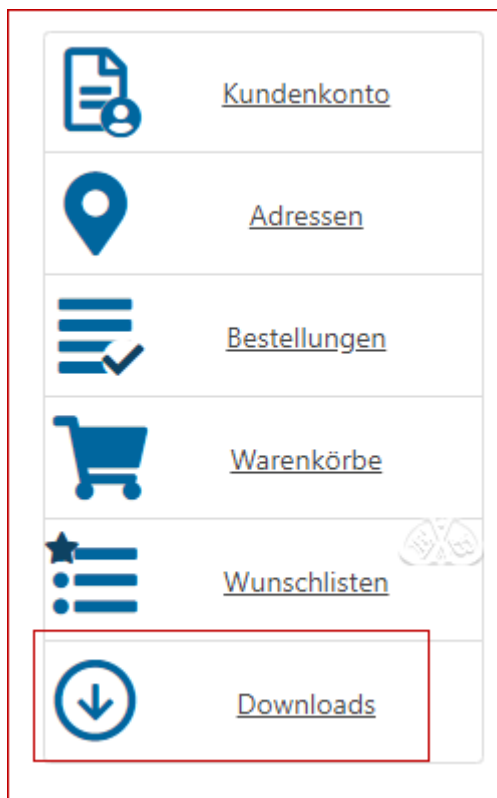 Kundenkonto
Adressen
Bestellungen
Warenkörbe
Wunschlisten
Downloads